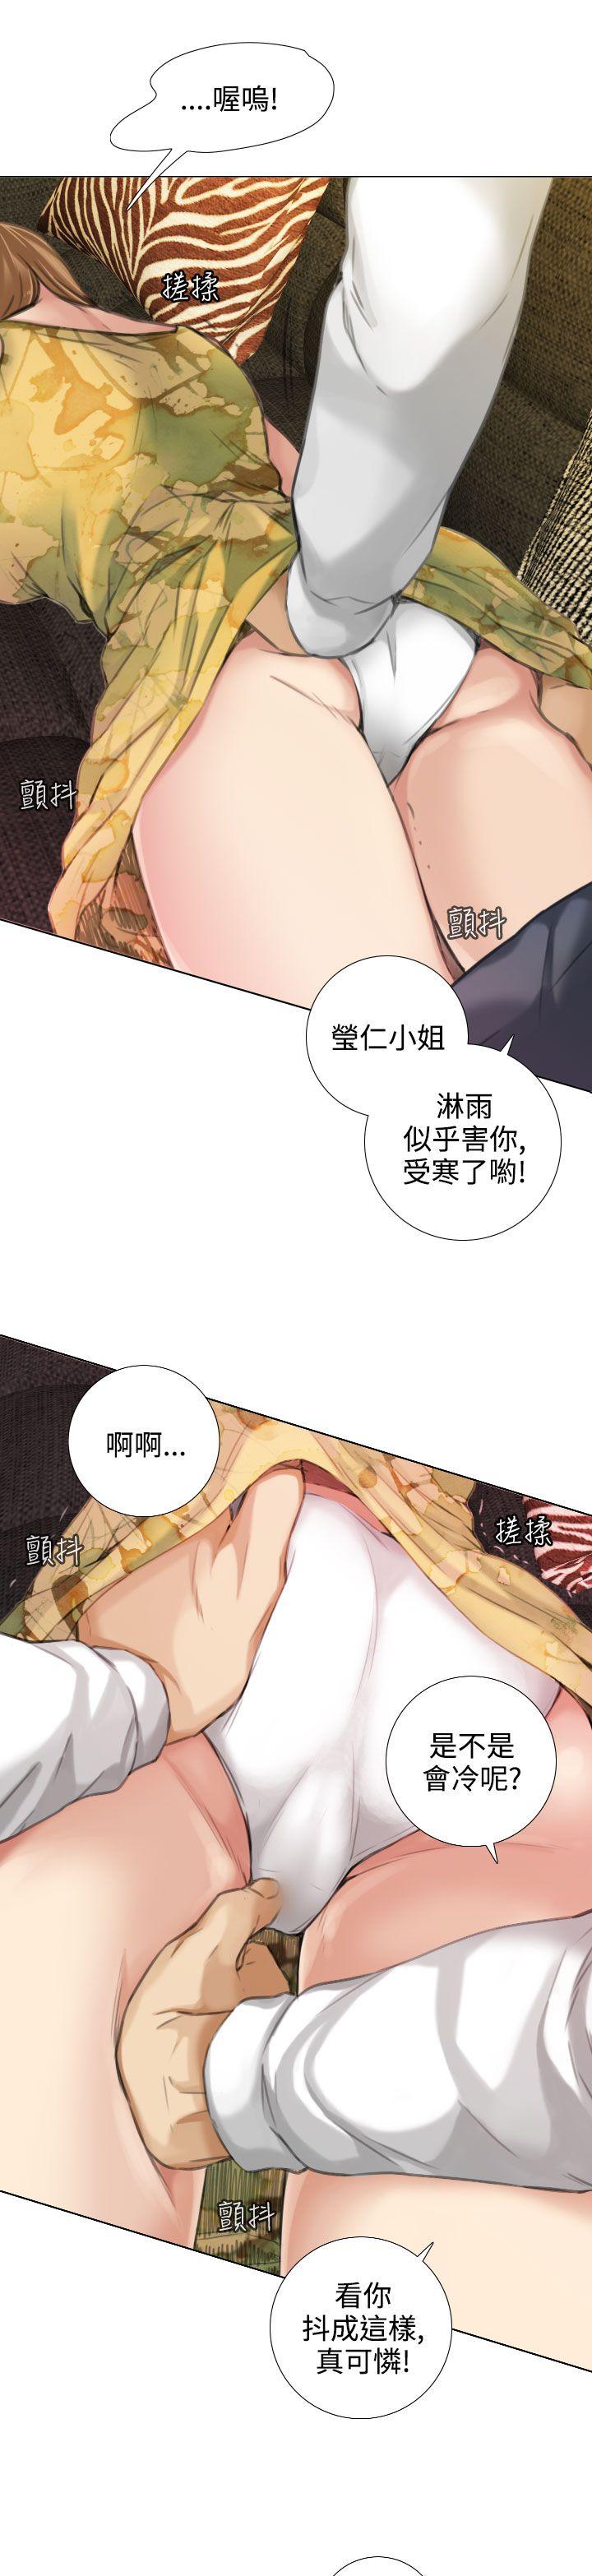 ....喔嗚!
搓揉
顫抖
顫抖
瑩仁小姐
淋雨
似乎害你,
受寒了喲!
啊啊...
搓揉
顫抖
是不是
會冷呢?
顫抖
看你
抖成這樣,
真可憐!